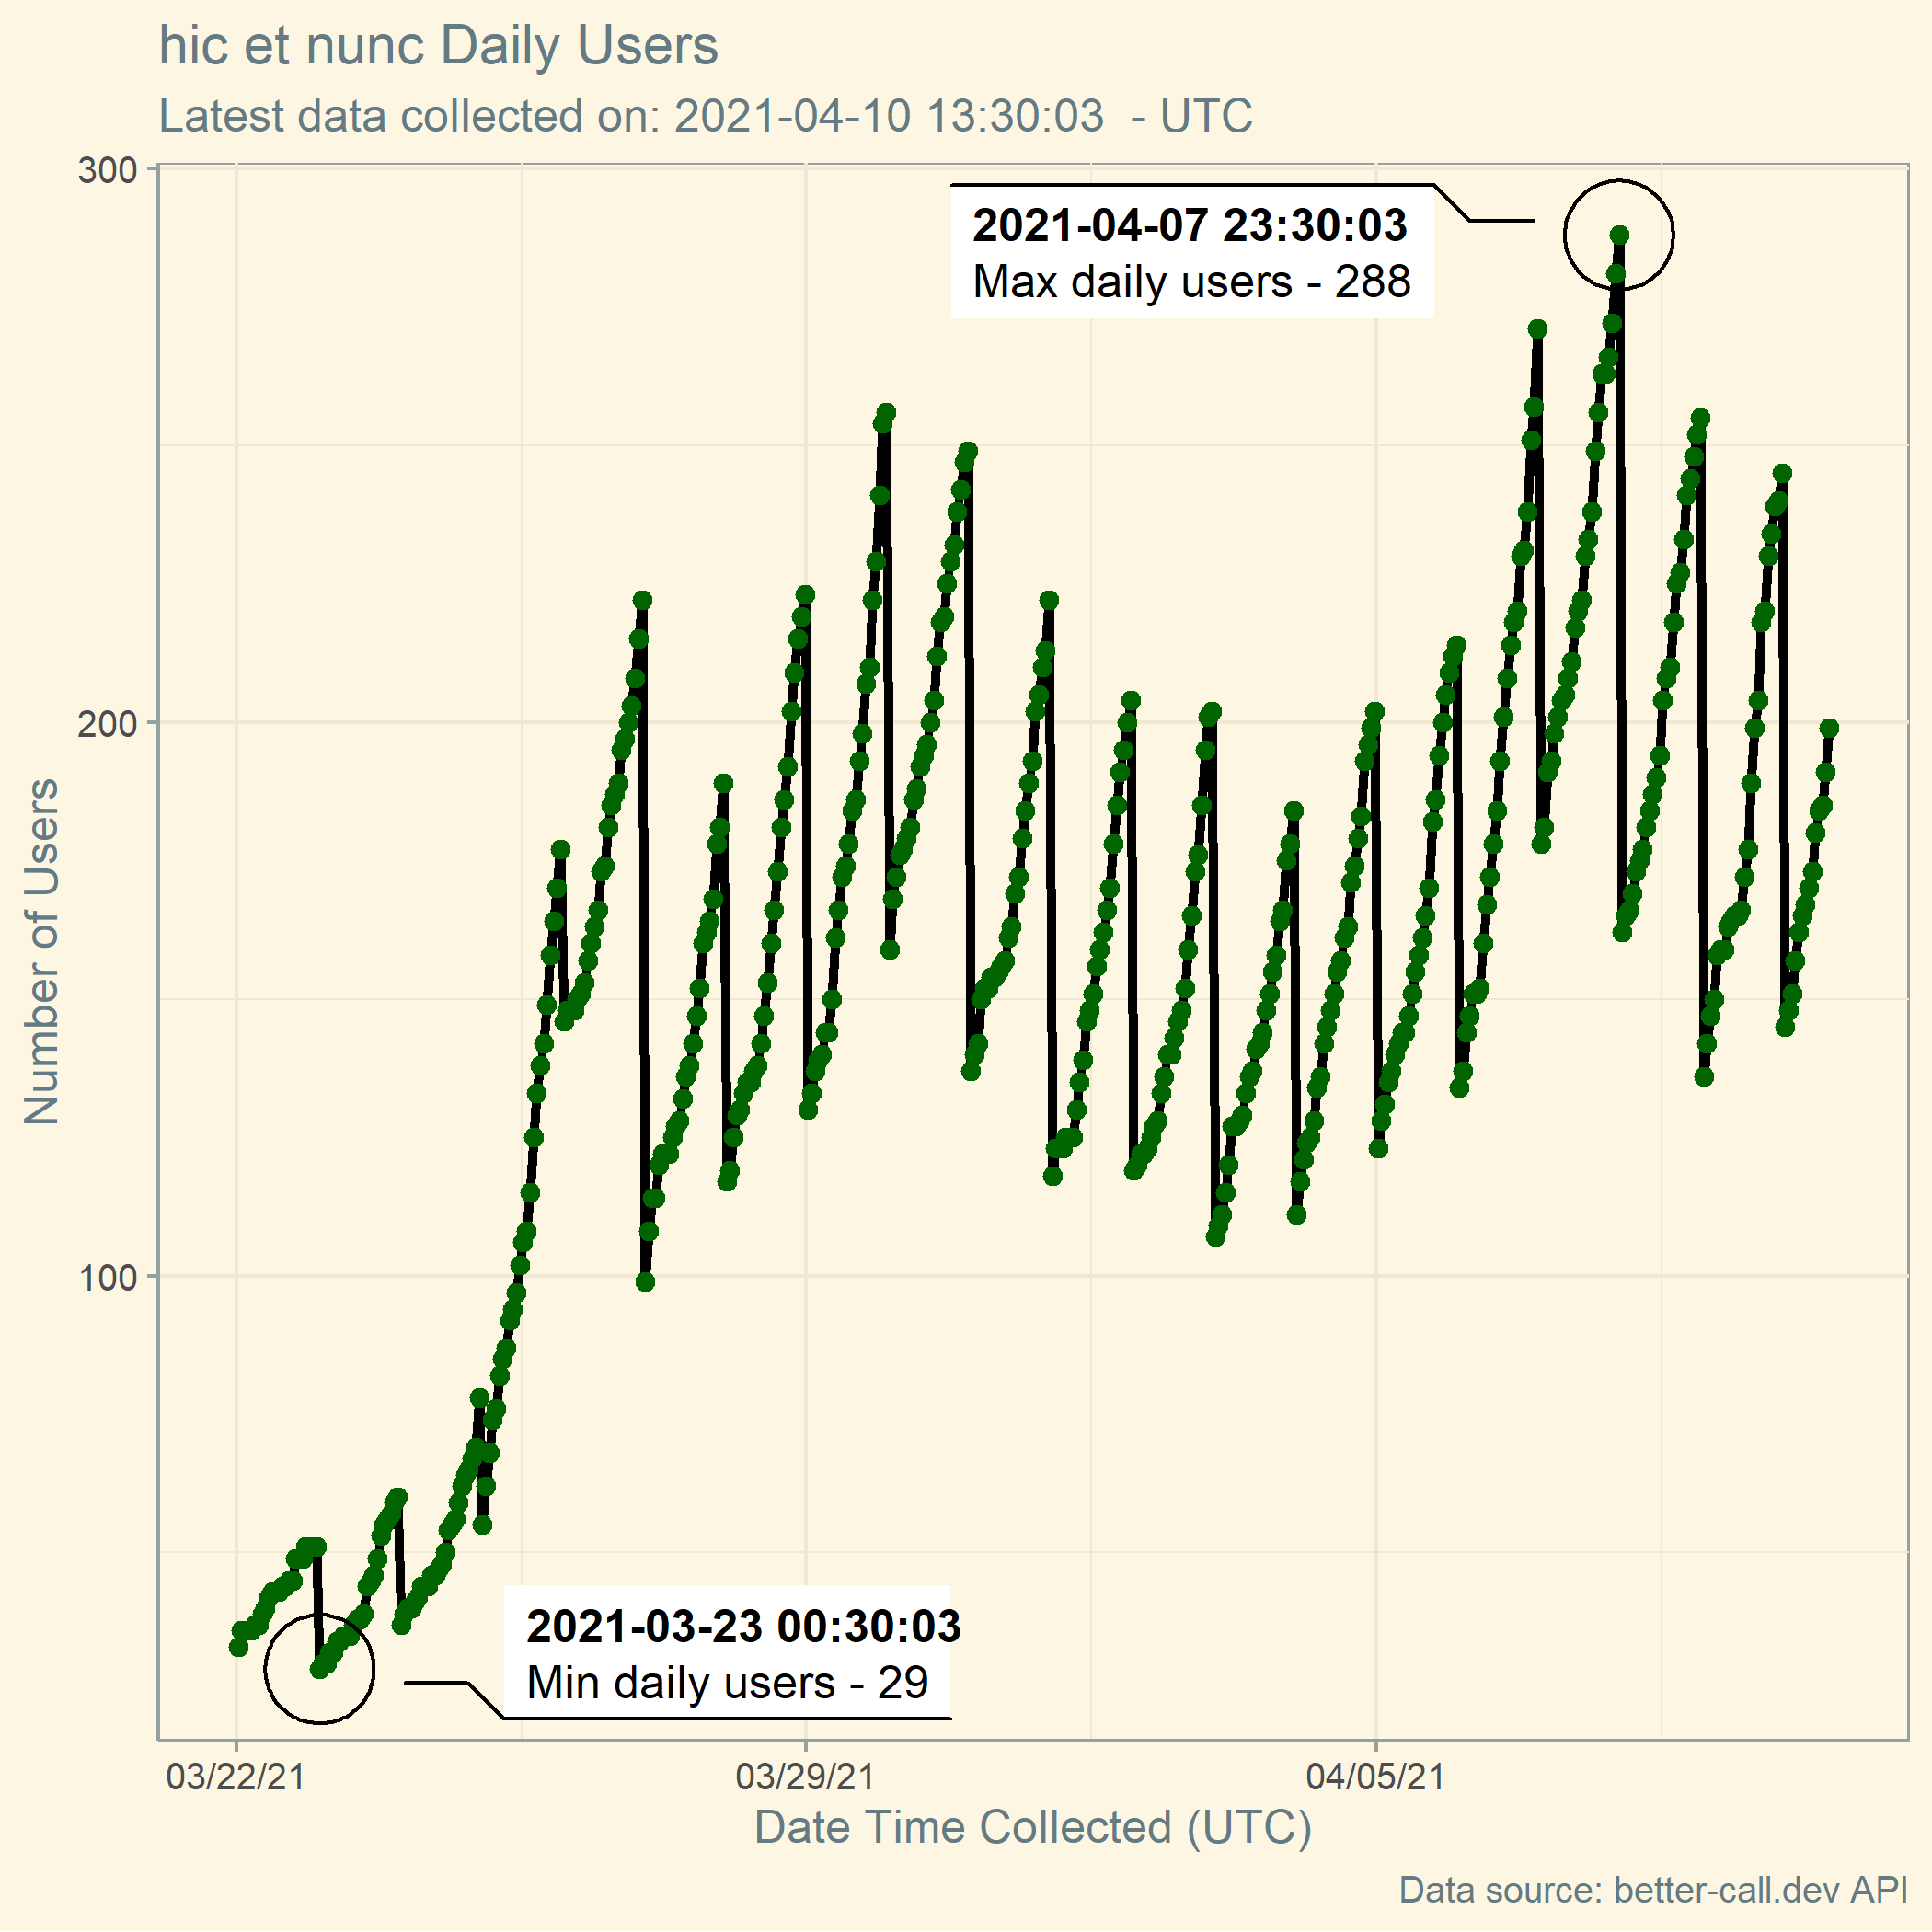 hic et nunc Daily Users
Latest data collected on: 2021-04-10 13:30:03  - UTC
300
2021-04-07 23:30:03
Max daily users - 288
200
Number of Users
100
2021-03-23 00:30:03
Min daily users - 29
03/22/21
03/29/21
04/05/21
Date Time Collected (UTC)
Data source: better-call.dev API